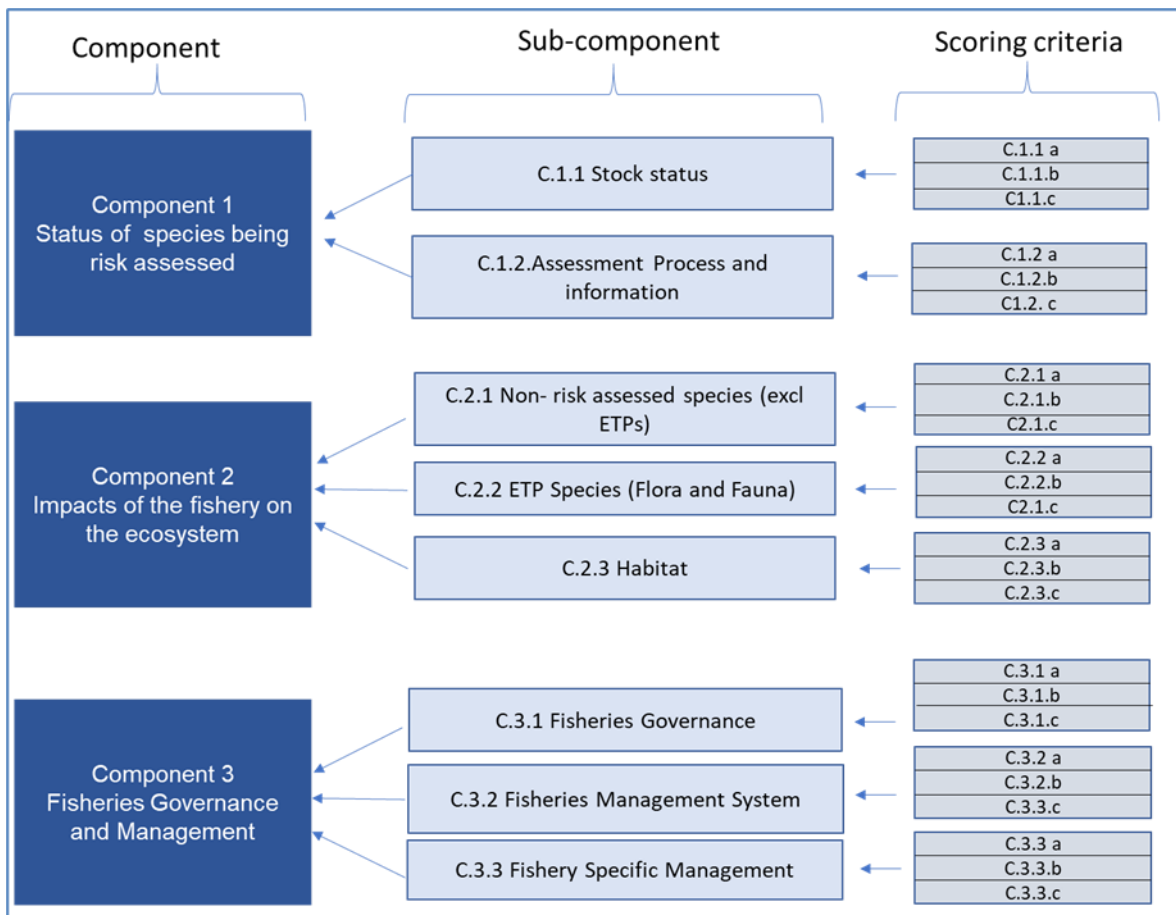 Component
Sub-component
Scoring criteria
Component 1
Status of species being
risk assessed
C.1.1 Stock status
C.1.1 a
C.1.1.b
C1.1.c
C.1.2.Assessment Process and
information
C.1.2 a
C.1.2.b
C1.2. c
Component 2
Impacts of the fishery on
the ecosystem
C.2.1 Non- risk assessed species (excl
ETPs)
C.2.1 a
C.2.1.b
C2.1.c
C.2.2 ETP Species (Flora and Fauna)
C.2.2 a
C.2.2.b
C.2.1.c
C.2.3 Habitat
C.2.3 a
C.2.3.b
C.2.3.c
Component 3
Fisheries Governance
and Management
C.3.1 Fisheries Governance
C.3.1 a
C.3.1.b
C.3.1.c
C.3.2 Fisheries Management System
C.3.2 a
C.3.2.b
C.3.3.c
C.3.3 Fishery Specific Management
C.3.3 a
C.3.3.b
C.3.3.c